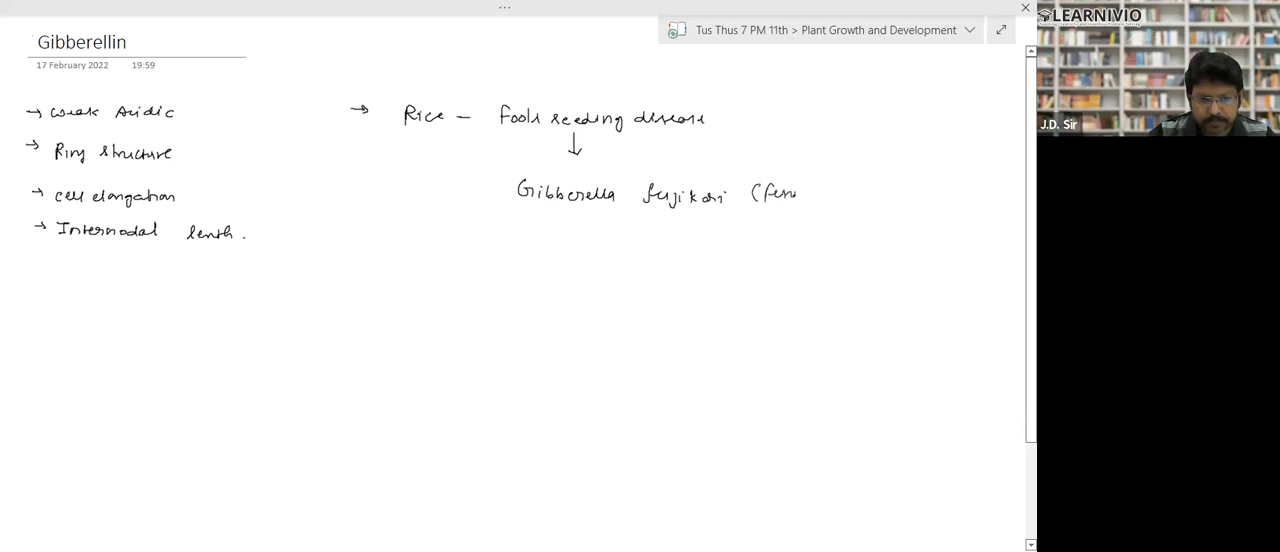 LEARNIVIO
Tus Thus 7 PM 11th > Plant Growth and Development
Gibberellin
17 February 2022 19:59
J.D. Sir
→ Weak Acidic
→ Ring structure
→ Cell elongation
→ Internodal lenth.
→ Rice - Foolr seeding disease
Gibberella fujikori (fun